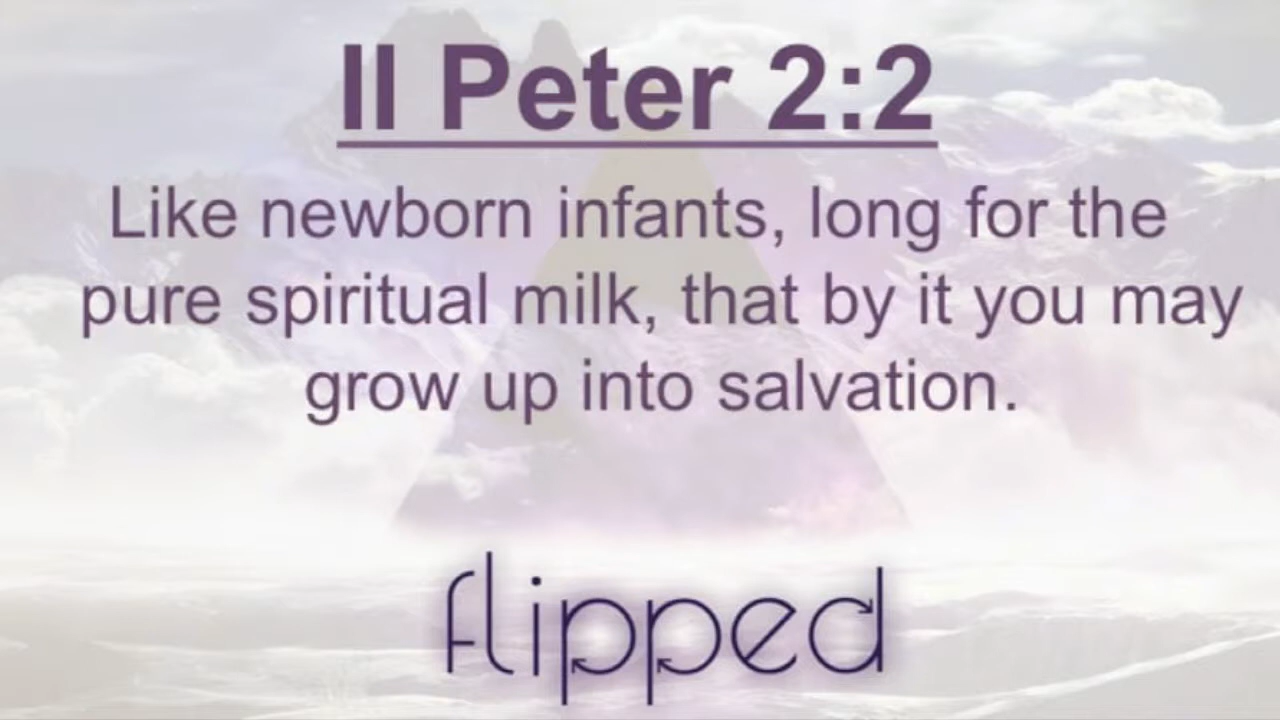 II Peter 2:2
Like newborn infants, long for the
pure spiritual milk, that by it you may
grow up into salvation.
flipped